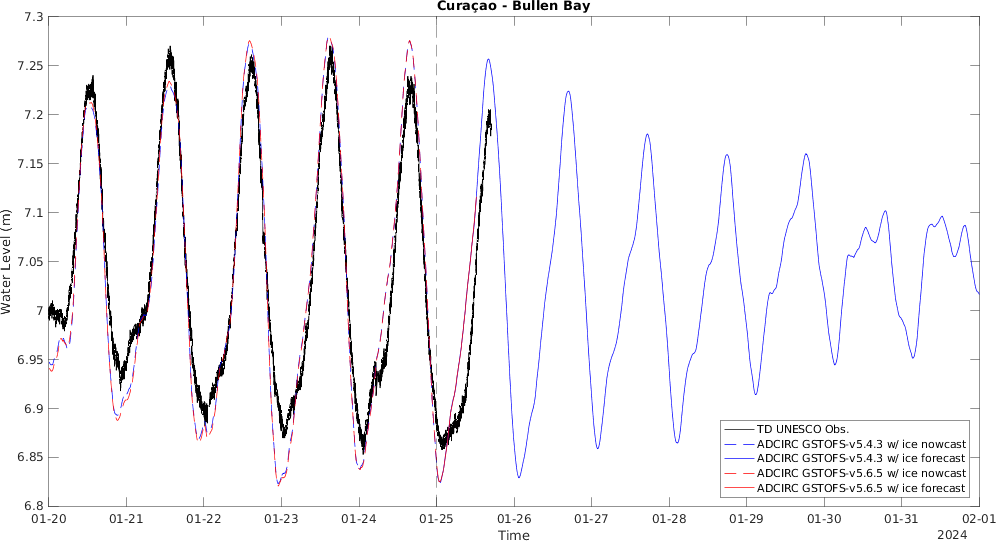 Curaçao - Bullen Bay
7.3
7.25
7.2
7.15
7.1
7.05
7
6.95
6.9
6.85
6.8
Water Level (m)
TD UNESCO Obs.
ADCIRC GSTOFS-v5.4.3 w/ ice nowcast
ADCIRC GSTOFS-v5.4.3 w/ ice forecast
ADCIRC GSTOFS-v5.6.5 w/ ice nowcast
ADCIRC GSTOFS-v5.6.5 w/ ice forecast
01-20 01-21 01-22 01-23 01-24 01-25 01-26 01-27 01-28 01-29 01-30 01-31 02-01
Time
2024